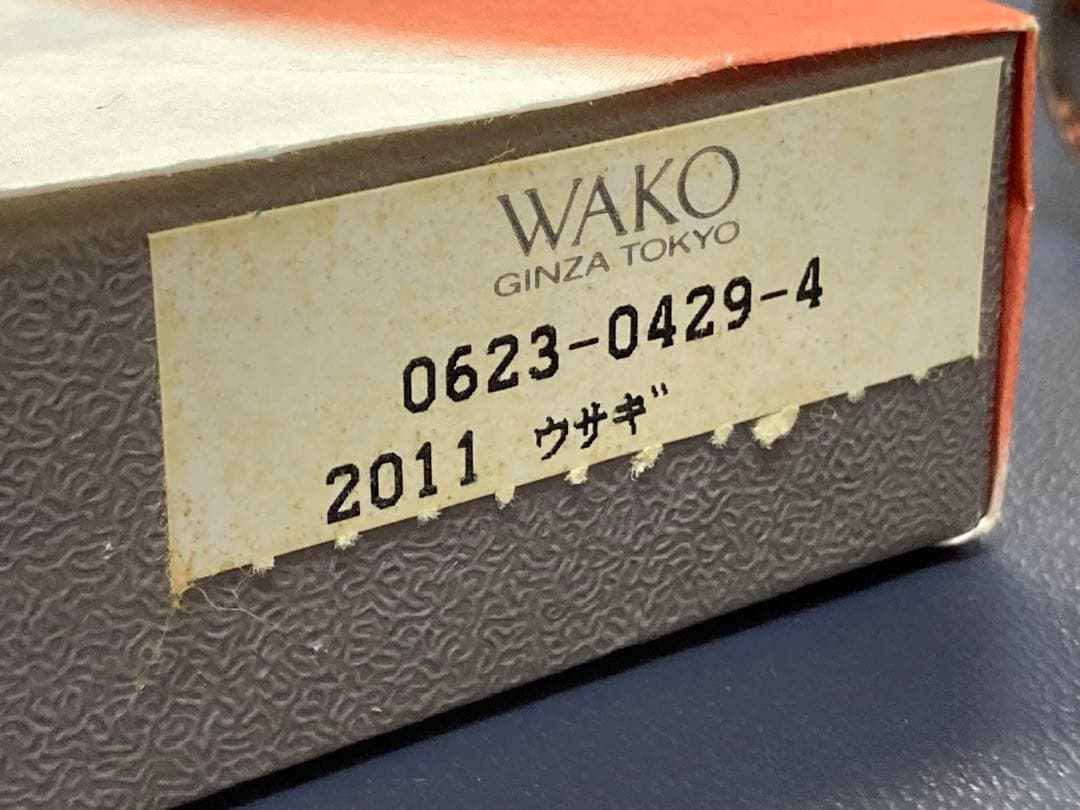 WAKO
GINZA TOKYO
0623-0429-4
2011 ウサギ